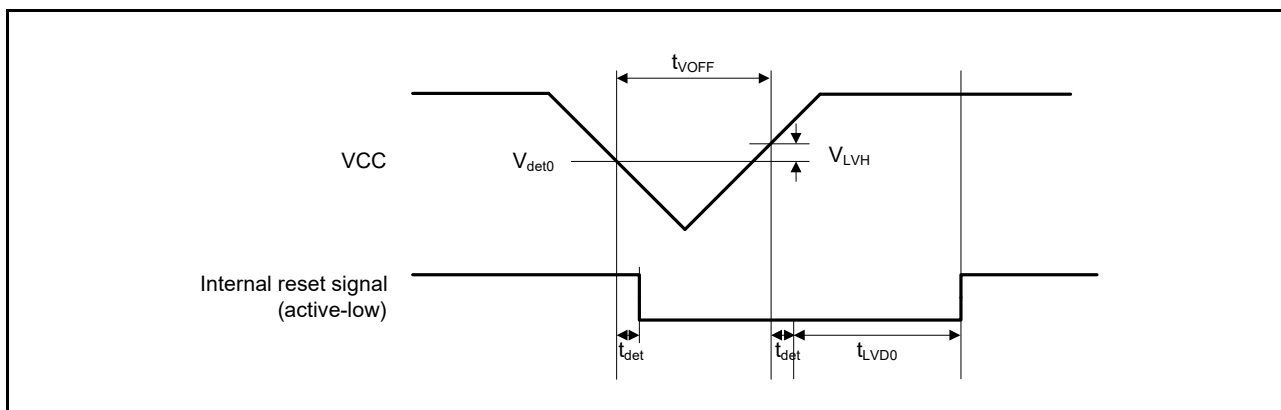 tVOFF
VCC
Vdet0
VLVH
Internal reset signal
(active-low)
tdet
tdet
tLVD0